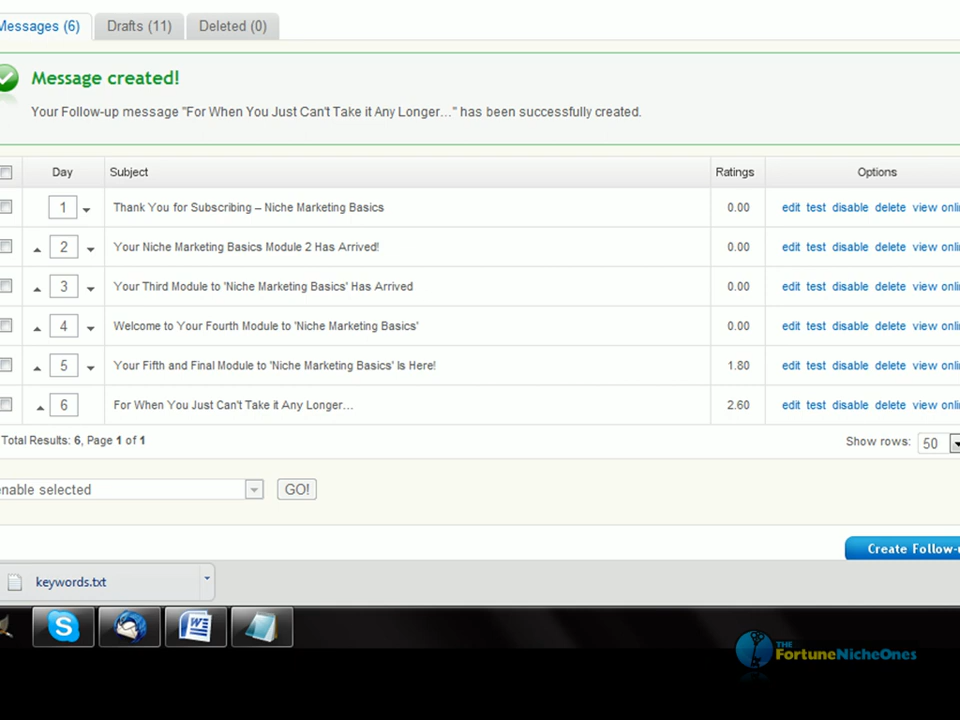 Messages (6) Drafts (11) Deleted (0)
Message created!
Your Follow-up message "For When You Just Can't Take it Any Longer..." has been successfully created.
Day Subject Ratings Options
1 Thank You for Subscribing – Niche Marketing Basics 0.00 edit test disable delete view onli
2 Your Niche Marketing Basics Module 2 Has Arrived! 0.00 edit test disable delete view onli
3 Your Third Module to 'Niche Marketing Basics' Has Arrived 0.00 edit test disable delete view onli
4 Welcome to Your Fourth Module to 'Niche Marketing Basics' 0.00 edit test disable delete view onli
5 Your Fifth and Final Module to 'Niche Marketing Basics' Is Here! 1.80 edit test disable delete view onli
6 For When You Just Can't Take it Any Longer... 2.60 edit test disable delete view onli
Total Results: 6, Page 1 of 1 Show rows: 50
enable selected GO!
Create Follow-u
keywords.txt
THE
FortuneNicheOnes